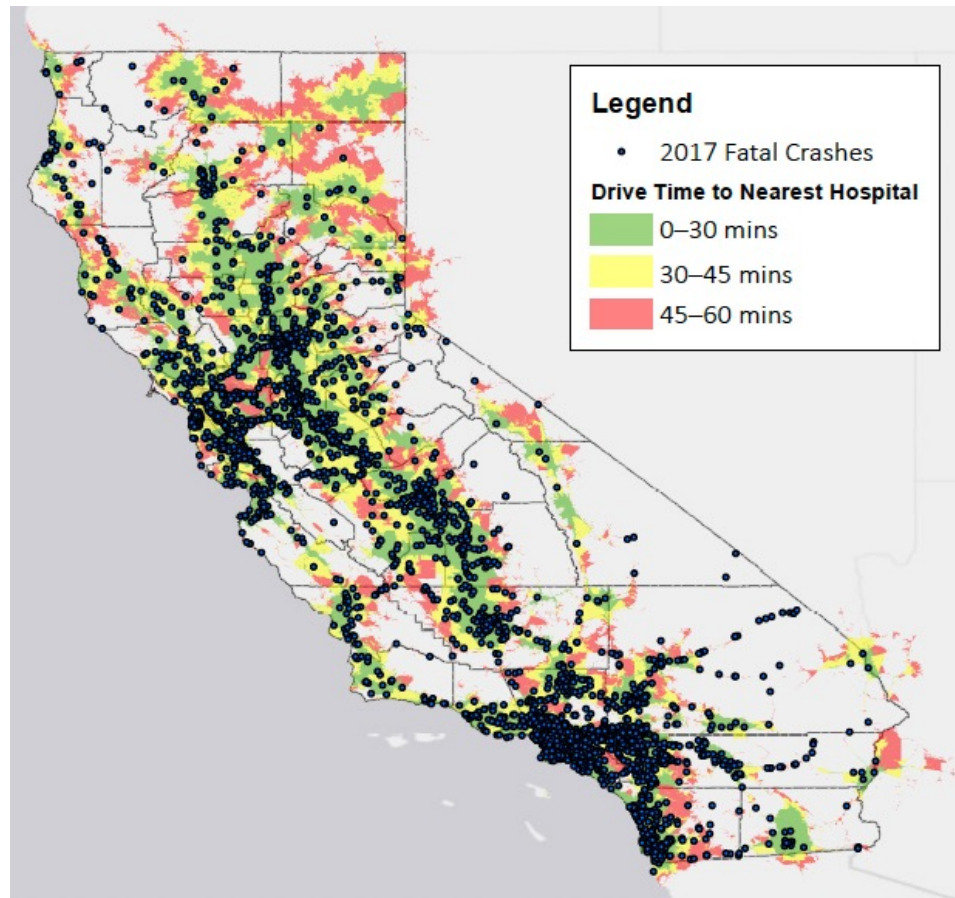 Legend
2017 Fatal Crashes
Drive Time to Nearest Hospital
0–30 mins
30–45 mins
45–60 mins